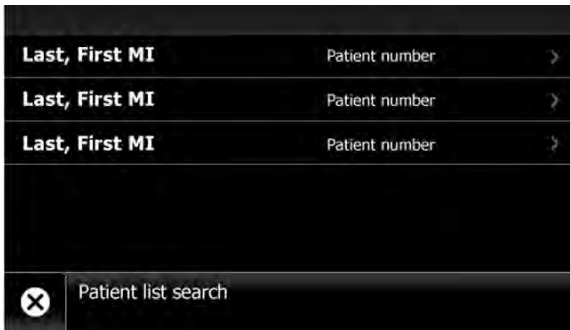 Last, First MI Patient number
Last, First MI Patient number
Last, First MI Patient number
Patient list search